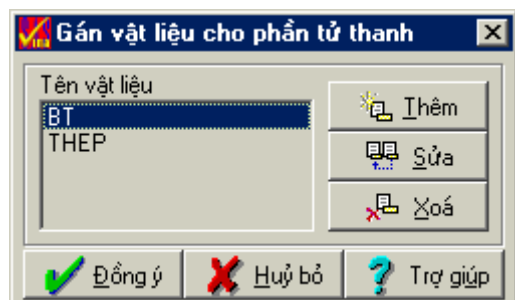 Gán vật liệu cho phần tử thanh
Tên vật liệu
BT
THEP
Thêm
Sửa
Xoá
Đồng ý
Huỷ bỏ
Trợ giúp